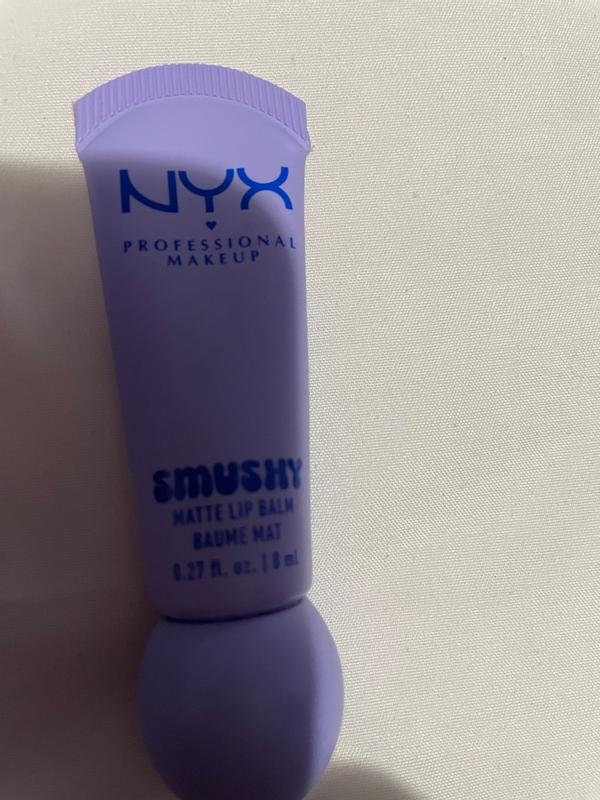 NYX
PROFESSIONAL
MAKEUP
SMUSHY
MATTE LIP BALM
BAUME MAT
0.27 fl. oz. | 8 mL